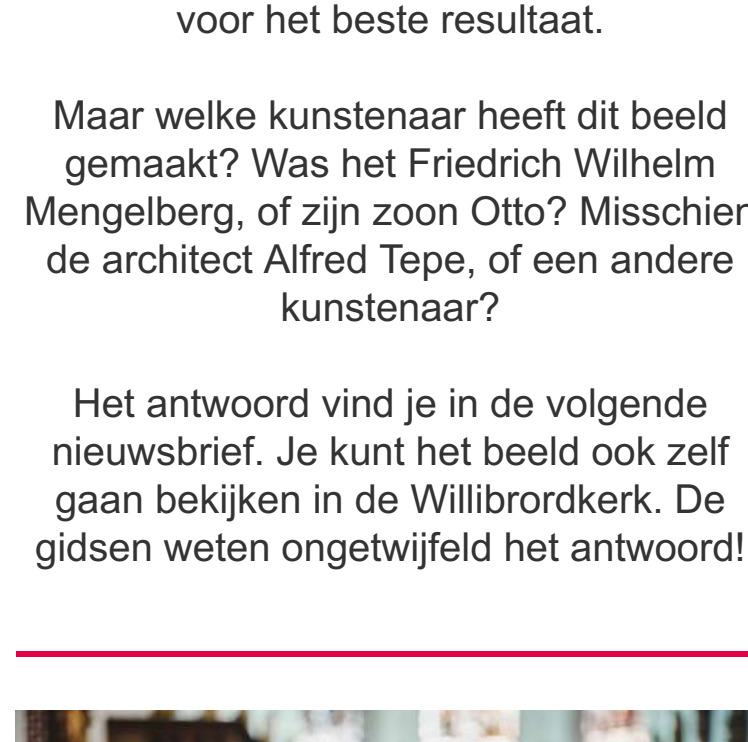 voor het beste resultaat.
Maar welke kunstenaar heeft dit beeld
gemaakt? Was het Friedrich Wilhelm
Mengelberg, of zijn zoon Otto? Misschien
de architect Alfred Tepe, of een andere
kunstenaar?
Het antwoord vind je in de volgende
nieuwsbrief. Je kunt het beeld ook zelf
gaan bekijken in de Willibrordkerk. De
gidsen weten ongetwijfeld het antwoord!